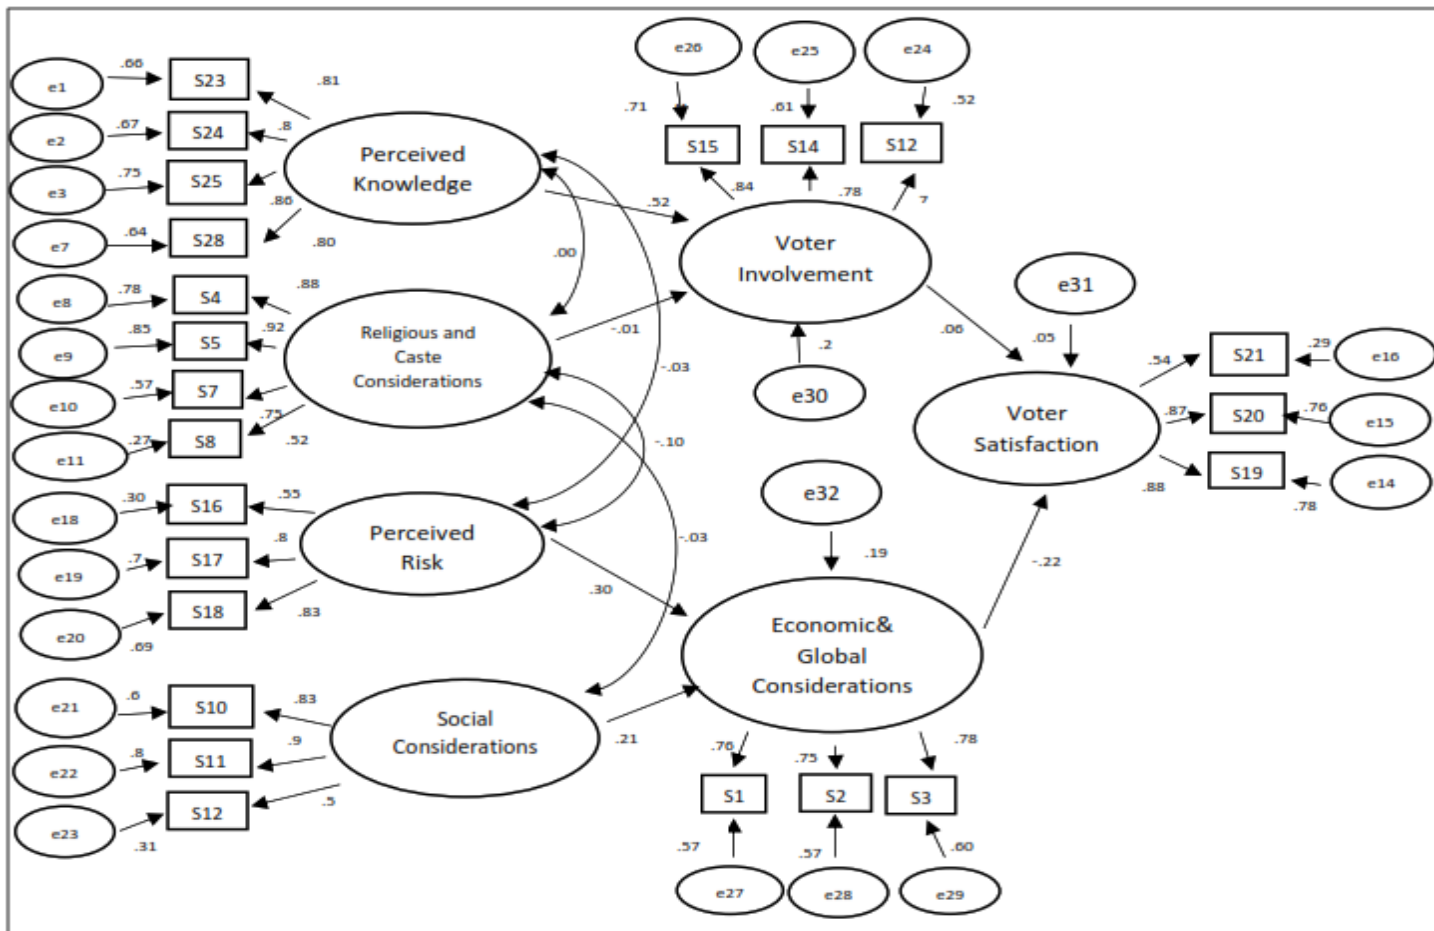 e26
e25
e24
e1
.66
S23
.81
.71
.61
.52
e2
.67
S24
.8
S15
S14
S12
e3
.75
S25
Perceived
Knowledge
.86
.84
.78
7
.52
e7
.64
S28
.80
.00
Voter
Involvement
e8
.78
S4
.88
e31
e9
.85
S5
.92
Religious and
Caste
Considerations
-.01
.2
.06
.05
e10
.57
S7
.75
-.03
e30
.54
S21
.29
e16
e11
.27
S8
.52
-.10
Voter
Satisfaction
.87
S20
.76
e15
.88
S19
.78
e14
e18
.30
S16
.55
e32
e19
.7
S17
.8
Perceived
Risk
-.03
.19
-.22
e20
.69
S18
.83
.30
Economic&
Global
Considerations
e21
.6
S10
.83
Social
Considerations
.21
e22
.8
S11
.9
.76
.75
.78
e23
.31
S12
.5
S1
S2
S3
.57
.57
.60
e27
e28
e29